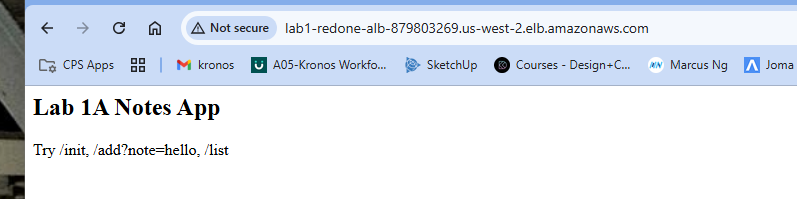 Not secure lab1-redone-alb-879803269.us-west-2.elb.amazonaws.com
CPS Apps kronos A05-Kronos Workfo... SketchUp Courses - Design+C... Marcus Ng Joma
Lab 1A Notes App
Try /init, /add?note=hello, /list